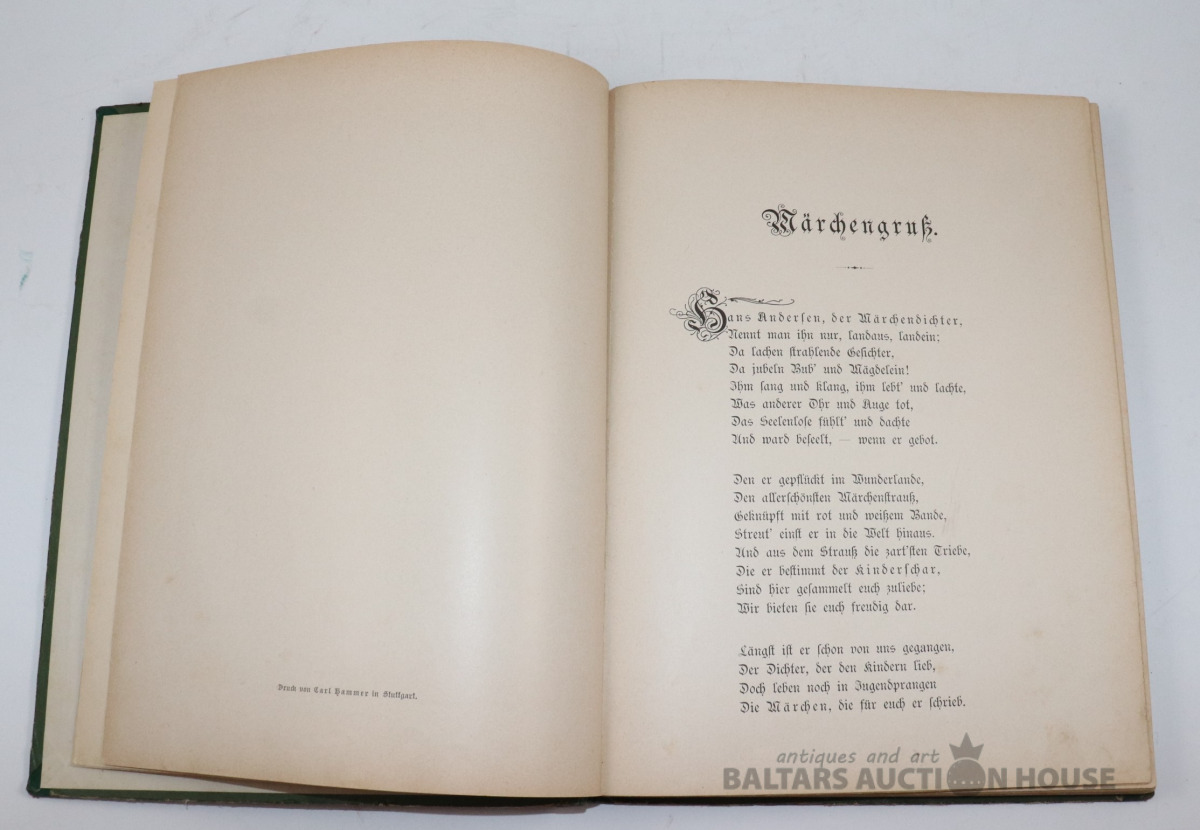 Druck von Carl Hammer in Stuttgart.
Märchengruß.
Hans Andersen, der Märchendichter,
Nennt man ihn nur, landaus, landein;
Da lachen strahlende Gesichter,
Da jubeln Bub' und Mägdelein!
Ihm sang und klang, ihm lebt' und lachte,
Was anderer Ohr und Auge tot,
Das Seelenlose fühlt' und dachte
Und ward beseelt, — wenn er gebot.
Den er gepflückt im Wunderlande,
Den allerschönsten Märchenstrauß,
Geknüpft mit rot und weißem Bande,
Streut' einst er in die Welt hinaus.
Und aus dem Strauß die zart'sten Triebe,
Die er bestimmt der Kinderschar,
Sind hier gesammelt euch zuliebe;
Wir bieten sie euch freudig dar.
Längst ist er schon von uns gegangen,
Der Dichter, der den Kindern lieb,
Doch leben noch in Jugendprangen
Die Märchen, die für euch er schrieb.
antiques and art
BALTARS AUCTION HOUSE